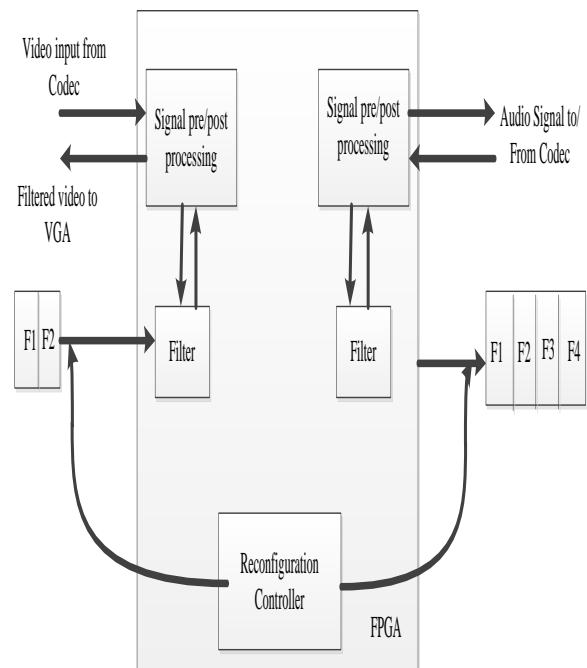 Video input from
Codec
Filtered video to
VGA
Signal pre/post
processing
Signal pre/post
processing
Audio Signal to/
From Codec
F1 F2
Filter
Filter
F1 F2 F3 F4
Reconfiguration
Controller
FPGA